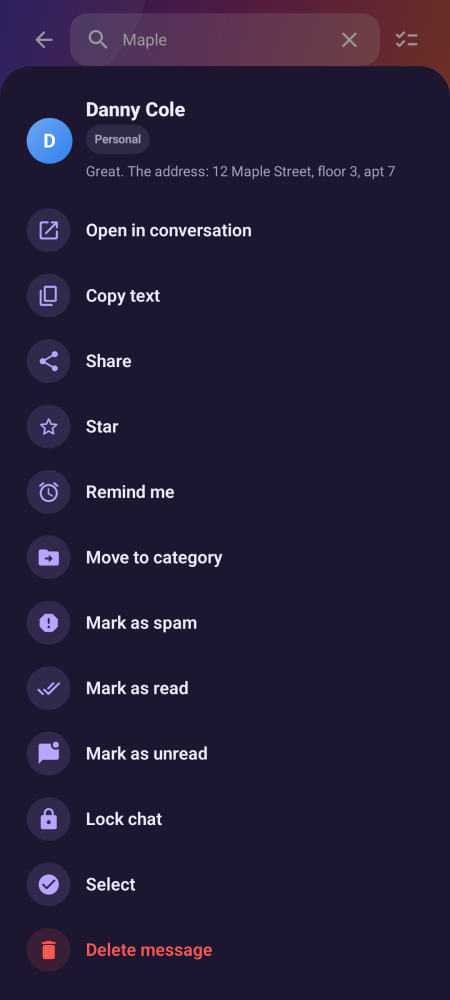 Maple
Danny Cole
D
Personal
Great. The address: 12 Maple Street, floor 3, apt 7
Open in conversation
Copy text
Share
Star
Remind me
Move to category
Mark as spam
Mark as read
Mark as unread
Lock chat
Select
Delete message